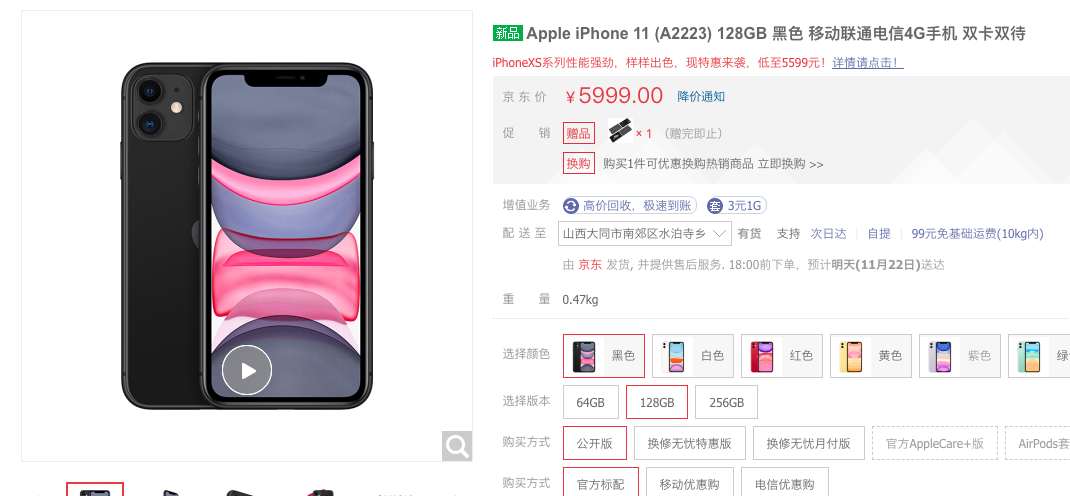 新品 Apple iPhone 11 (A2223) 128GB 黑色 移动联通电信4G手机 双卡双待
iPhoneXS系列性能强劲，样样出色，现特惠来袭，低至5599元！详情请点击！
京东价 ￥5999.00 降价通知
促销 赠品 × 1 （赠完即止）
换购 购买1件可优惠换购热销商品 立即换购 >>
增值业务 高价回收，极速到账 套 3元1G
配送至 山西大同市南郊区水泊寺乡 有货 支持 次日达 自提 99元免基础运费(10kg内)
由 京东 发货, 并提供售后服务. 18:00前下单，预计明天(11月22日)送达
重量 0.47kg
选择颜色 黑色 白色 红色 黄色 紫色
选择版本 64GB 128GB 256GB
购买方式 公开版 换修无忧特惠版 换修无忧月付版 官方AppleCare+版 AirPods套
购买方式 官方标配 移动优惠购 电信优惠购